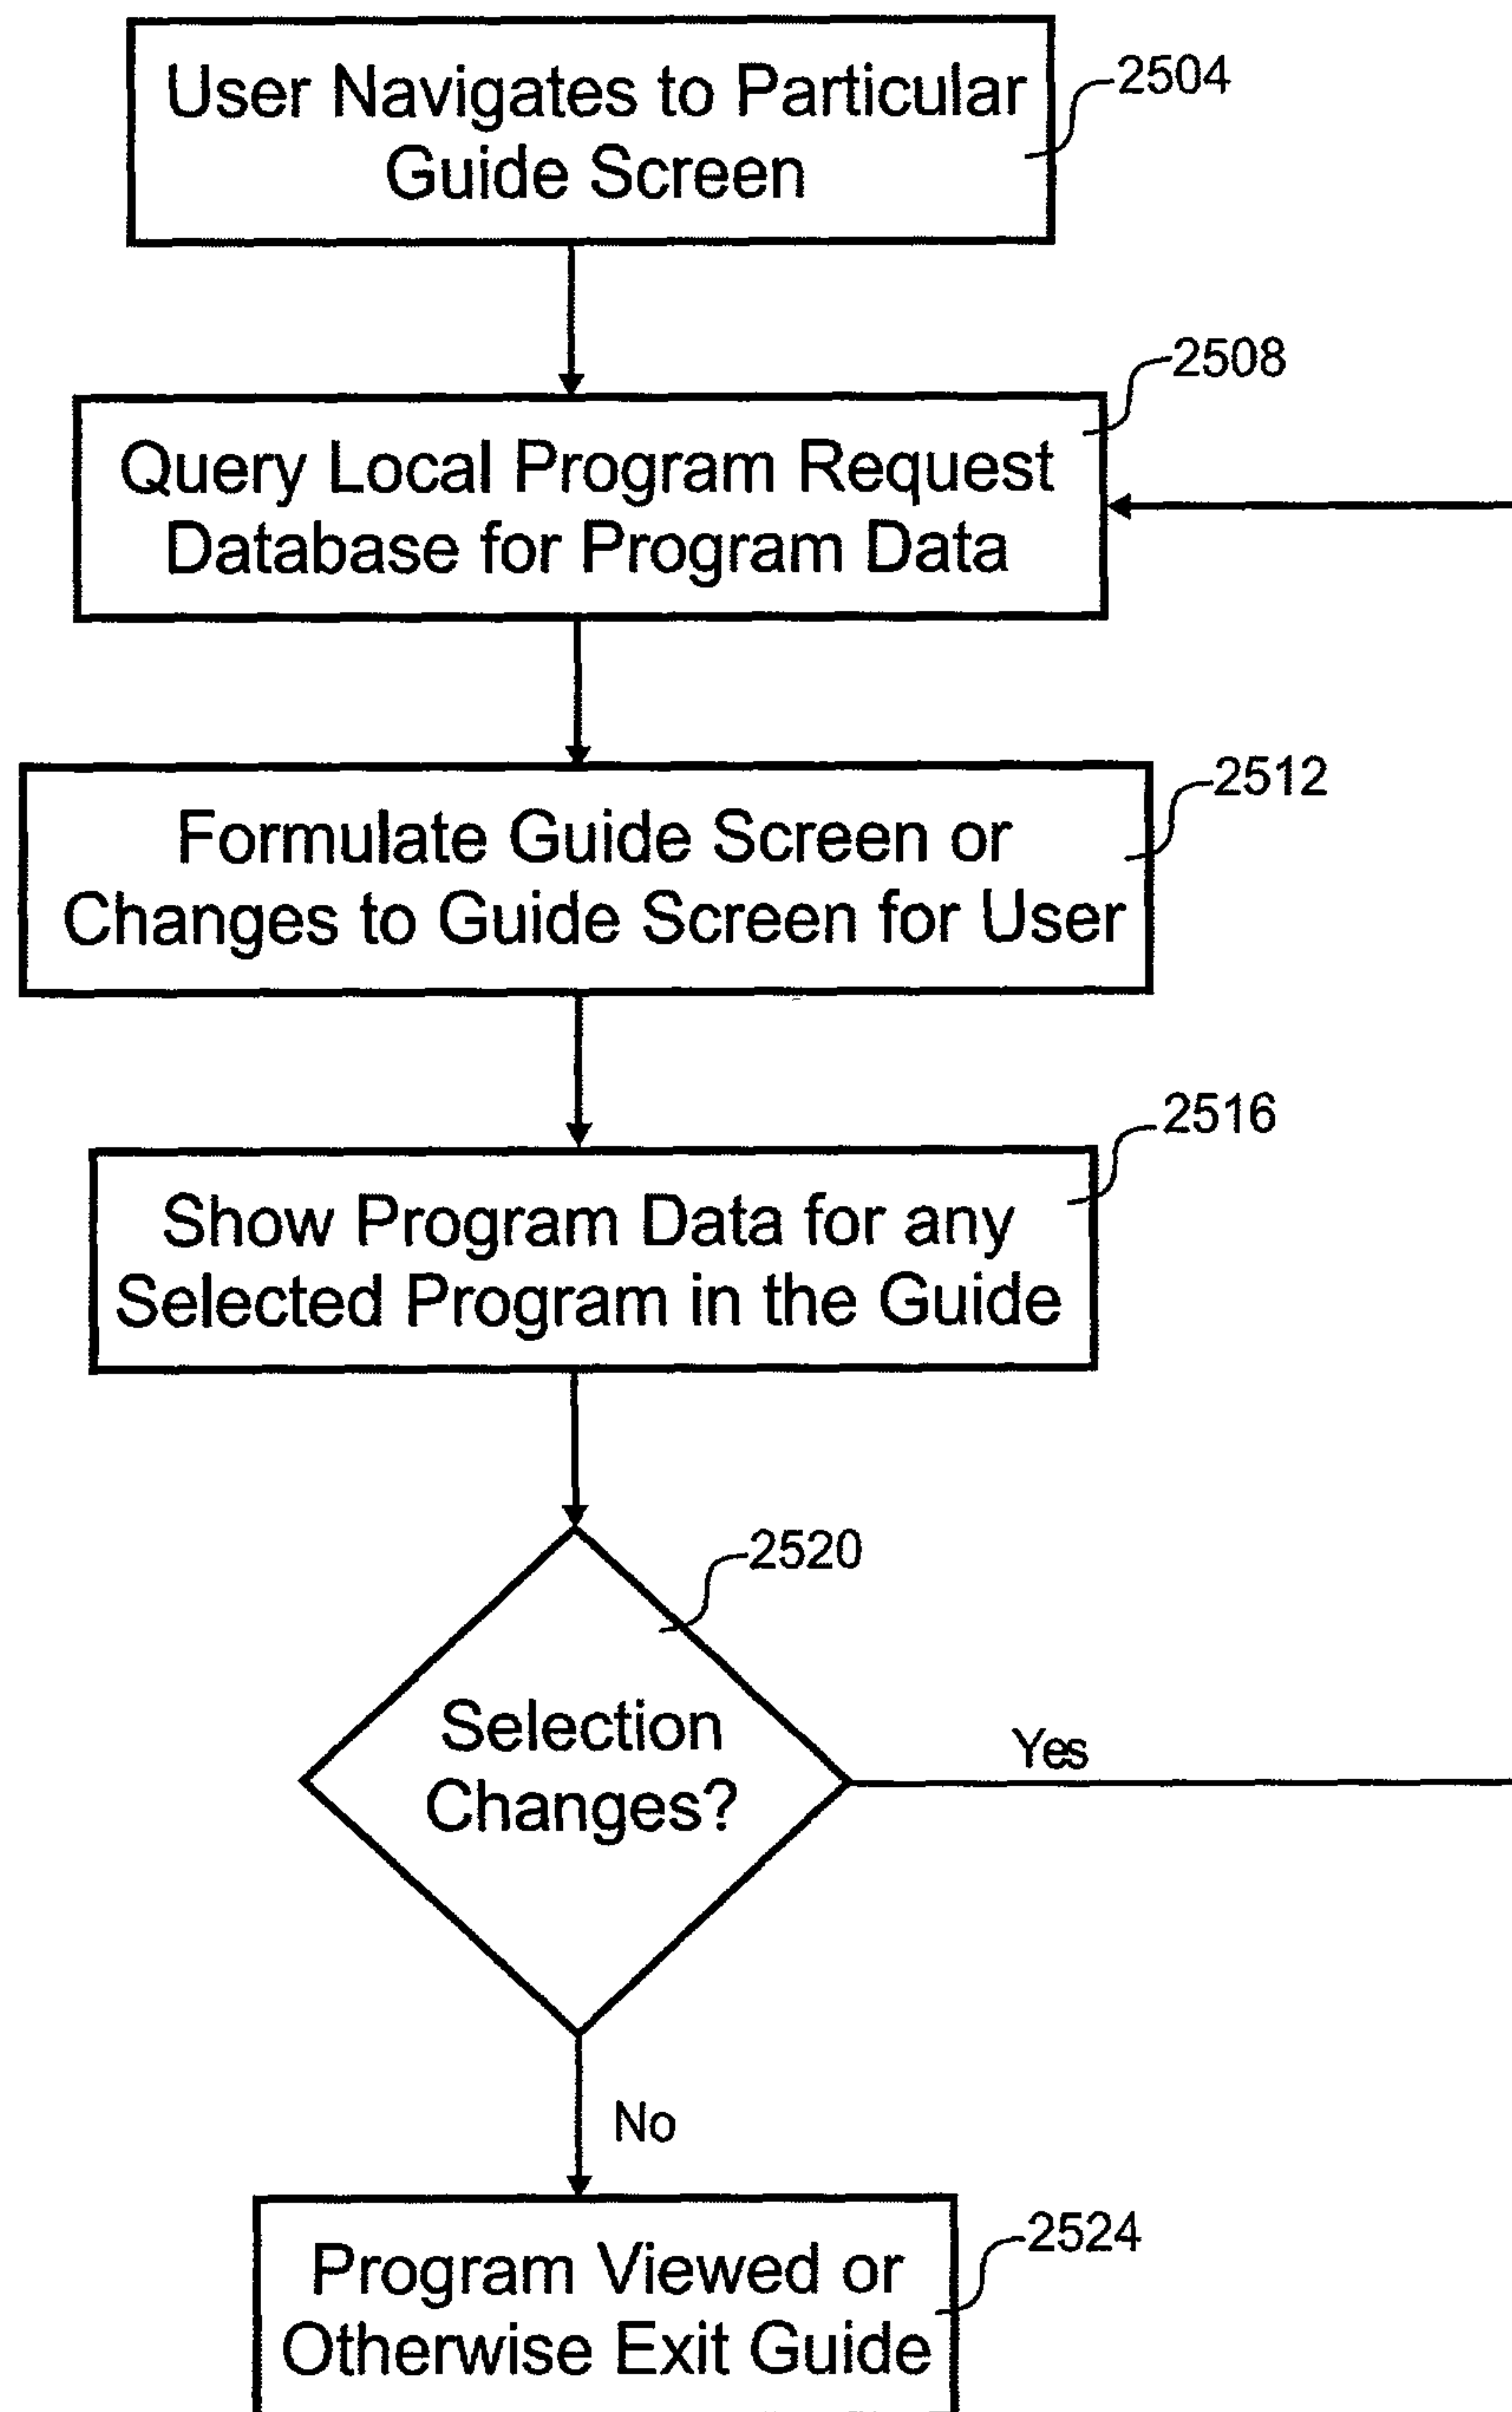 User Navigates to Particular
Guide Screen
2504
2508
Query Local Program Request
Database for Program Data
2512
Formulate Guide Screen or
Changes to Guide Screen for User
2516
Show Program Data for any
Selected Program in the Guide
2520
Selection
Changes?
Yes
No
2524
Program Viewed or
Otherwise Exit Guide